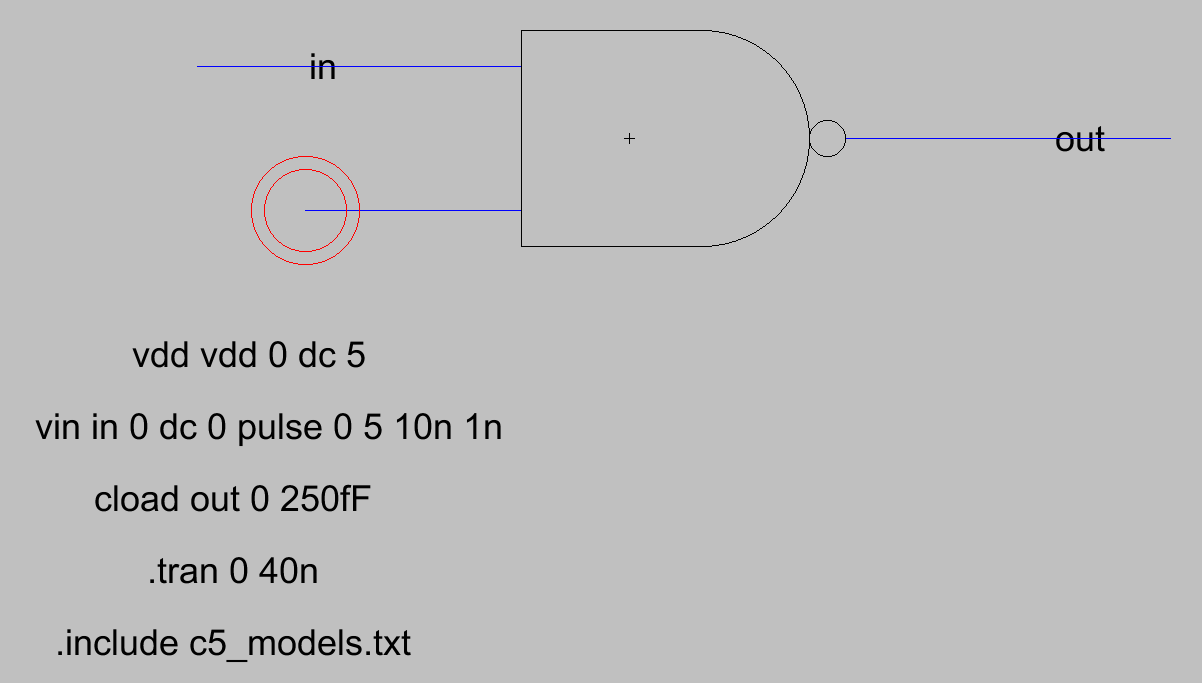 in
out
vdd vdd 0 dc 5
vin in 0 dc 0 pulse 0 5 10n 1n
cload out 0 250fF
.tran 0 40n
.include c5_models.txt